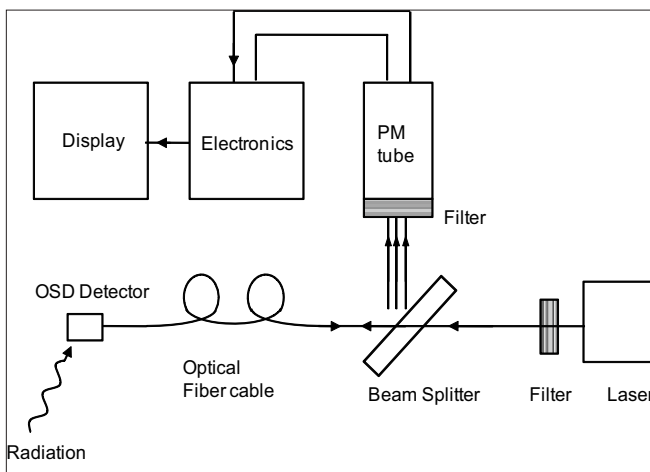 Display
Electronics
PM
tube
Filter
OSD Detector
Optical
Fiber cable
Beam Splitter
Filter
Laser
Radiation